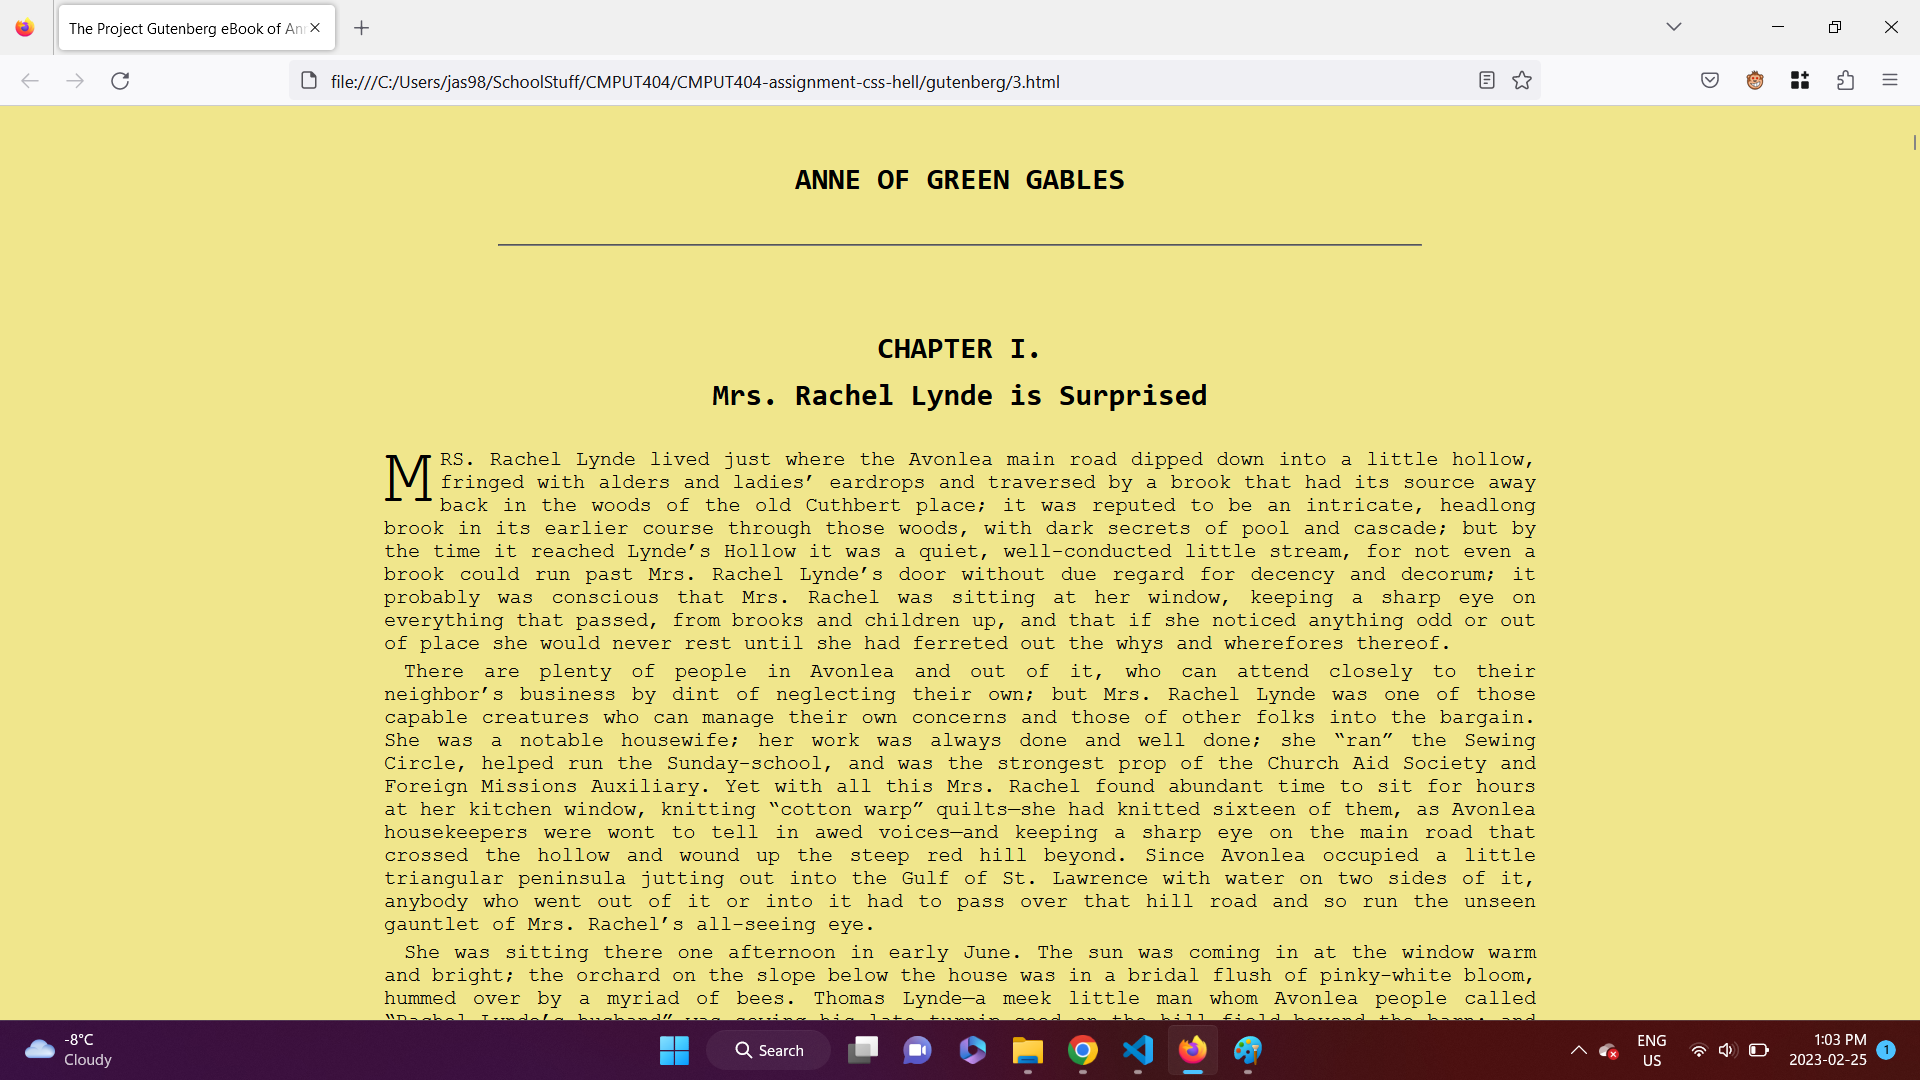 The Project Gutenberg eBook of An
file:///C:/Users/jas98/SchoolStuff/CMPUT404/CMPUT404-assignment-css-hell/gutenberg/3.html
ANNE OF GREEN GABLES
CHAPTER I.
Mrs. Rachel Lynde is Surprised
MRS. Rachel Lynde lived just where the Avonlea main road dipped down into a little hollow,
fringed with alders and ladies’ eardrops and traversed by a brook that had its source away
back in the woods of the old Cuthbert place; it was reputed to be an intricate, headlong
brook in its earlier course through those woods, with dark secrets of pool and cascade; but by
the time it reached Lynde’s Hollow it was a quiet, well-conducted little stream, for not even a
brook could run past Mrs. Rachel Lynde’s door without due regard for decency and decorum; it
probably was conscious that Mrs. Rachel was sitting at her window, keeping a sharp eye on
everything that passed, from brooks and children up, and that if she noticed anything odd or out
of place she would never rest until she had ferreted out the whys and wherefores thereof.
There are plenty of people in Avonlea and out of it, who can attend closely to their
neighbor’s business by dint of neglecting their own; but Mrs. Rachel Lynde was one of those
capable creatures who can manage their own concerns and those of other folks into the bargain.
She was a notable housewife; her work was always done and well done; she “ran” the Sewing
Circle, helped run the Sunday-school, and was the strongest prop of the Church Aid Society and
Foreign Missions Auxiliary. Yet with all this Mrs. Rachel found abundant time to sit for hours
at her kitchen window, knitting “cotton warp” quilts—she had knitted sixteen of them, as Avonlea
housekeepers were wont to tell in awed voices—and keeping a sharp eye on the main road that
crossed the hollow and wound up the steep red hill beyond. Since Avonlea occupied a little
triangular peninsula jutting out into the Gulf of St. Lawrence with water on two sides of it,
anybody who went out of it or into it had to pass over that hill road and so run the unseen
gauntlet of Mrs. Rachel’s all-seeing eye.
She was sitting there one afternoon in early June. The sun was coming in at the window warm
and bright; the orchard on the slope below the house was in a bridal flush of pinky-white bloom,
hummed over by a myriad of bees. Thomas Lynde—a meek little man whom Avonlea people called
“Rachel Lynde’s husband” was sowing his late turnip seed on the hill field beyond the barn; and
-8°C
Cloudy
Search
ENG
US
1:03 PM
2023-02-25
1